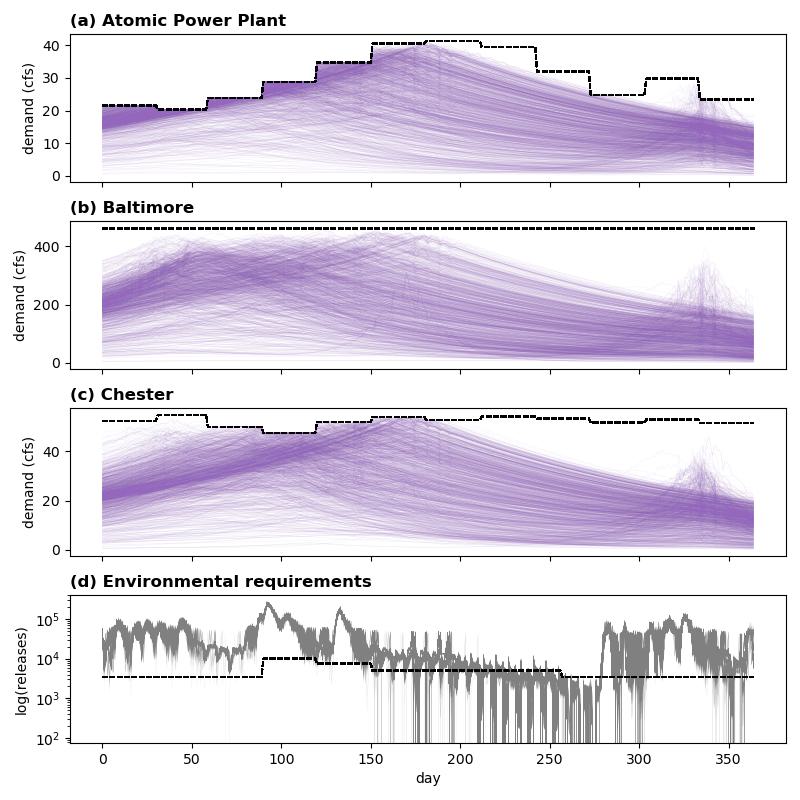 (a) Atomic Power Plant
demand (cfs)
40
30
20
10
0
(b) Baltimore
demand (cfs)
400
200
0
(c) Chester
demand (cfs)
40
20
0
(d) Environmental requirements
log(releases)
10^5
10^4
10^3
10^2
0 50 100 150 200 250 300 350
day